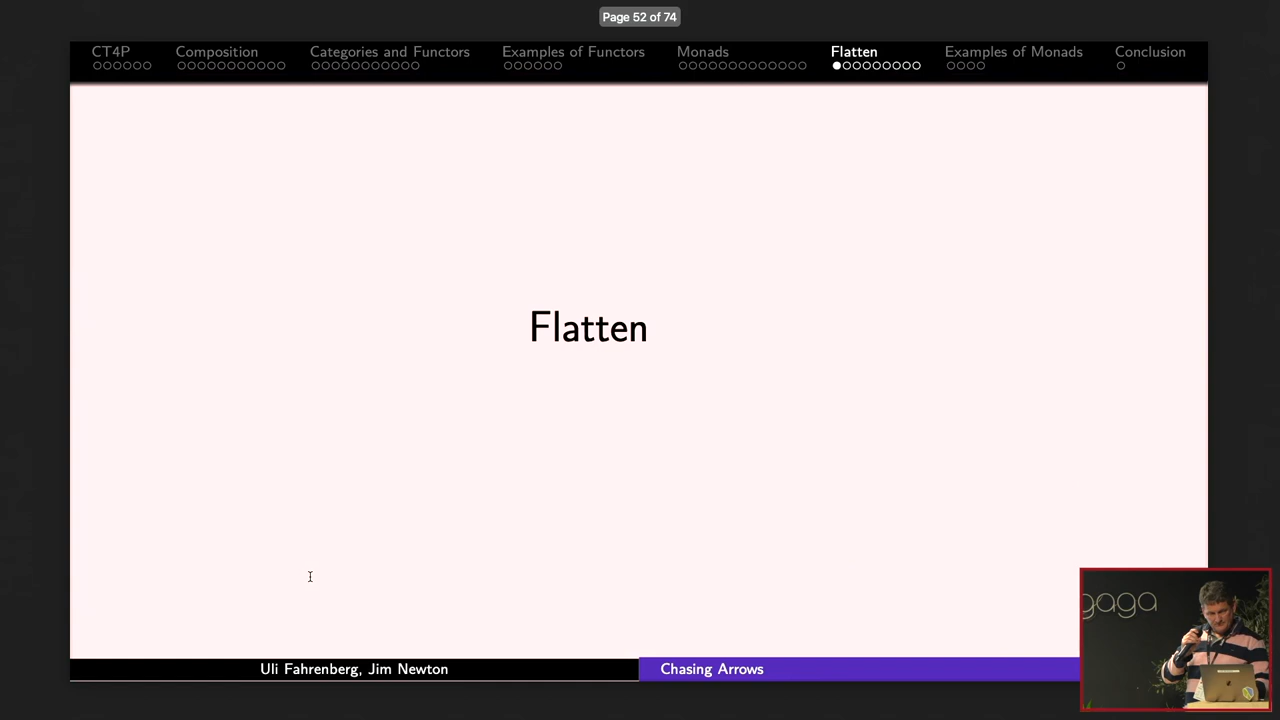 Page 52 of 74
CT4P Composition Categories and Functors Examples of Functors Monads Flatten Examples of Monads Conclusion
Flatten
gaga
Uli Fahrenberg, Jim Newton Chasing Arrows